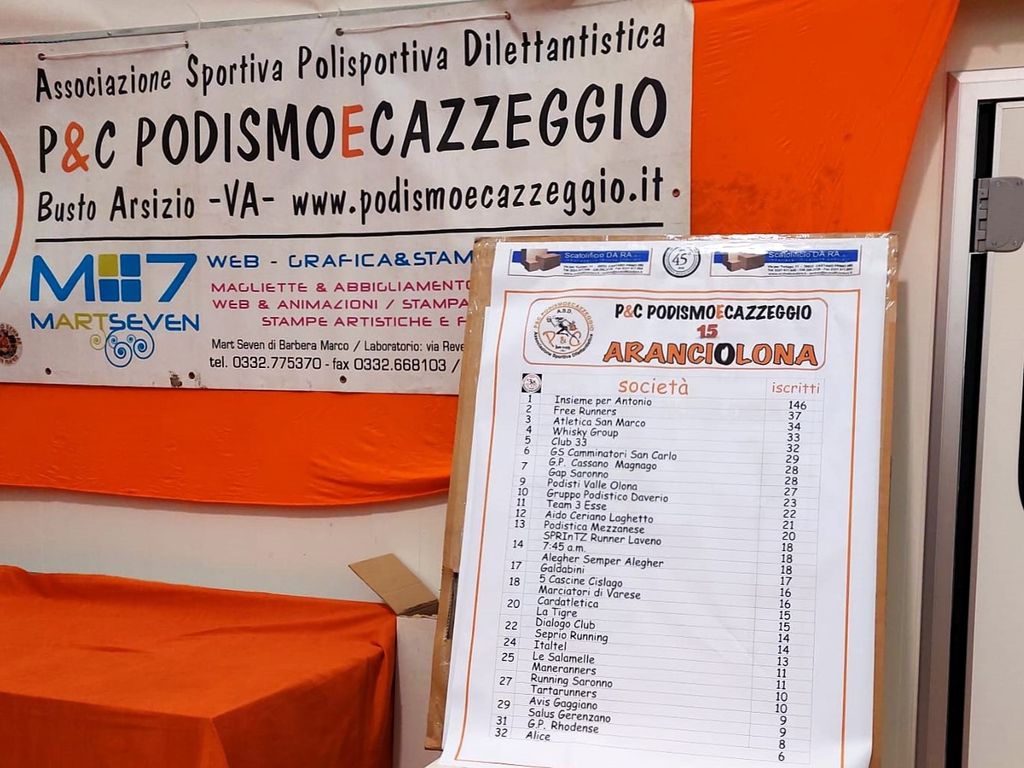 Associazione Sportiva Polisportiva Dilettantistica
P&C PODISMOECAZZEGGIO
Busto Arsizio -VA- www.podismoecazzeggio.it
M 7
MARTSEVEN
WEB - GRAFICA&STAM
MAGLIETTE & ABBIGLIAMENTO
WEB & ANIMAZIONI / STAMPA
STAMPE ARTISTICHE E F
Mart Seven di Barbera Marco / Laboratorio: via Reve
tel. 0332.775370 - fax 0332.668103 /
Scatolificio DA RA
45°
Scatolificio DA RA
A.S.D.
P&C PODISMOECAZZEGGIO
15
ARANCIOLONA
società iscritti
1 Insieme per Antonio 146
2 Free Runners 37
3 Atletica San Marco 34
4 Whisky Group 33
5 Club 33 32
6 GS Camminatori San Carlo 29
7 G.P. Cassano Magnago 28
Gap Saronno 28
9 Podisti Valle Olona 27
10 Gruppo Podistico Daverio 23
11 Team 3 Esse 22
12 Aido Ceriano Laghetto 21
13 Podistica Mezzanese 20
14 SPRInTZ Runner Laveno 18
7:45 a.m. 18
Alegher Semper Alegher 18
17 Galdabini 17
18 5 Cascine Cislago 16
Marciatori di Varese 16
20 Cardatletica 15
La Tigre 15
22 Dialogo Club 14
Seprio Running 14
24 Italtel 13
25 Le Salamelle 11
Maneranners 11
27 Running Saronno 10
Tartarunners 10
29 Avis Gaggiano 9
Salus Gerenzano 9
31 G.P. Rhodense 8
32 Alice 6